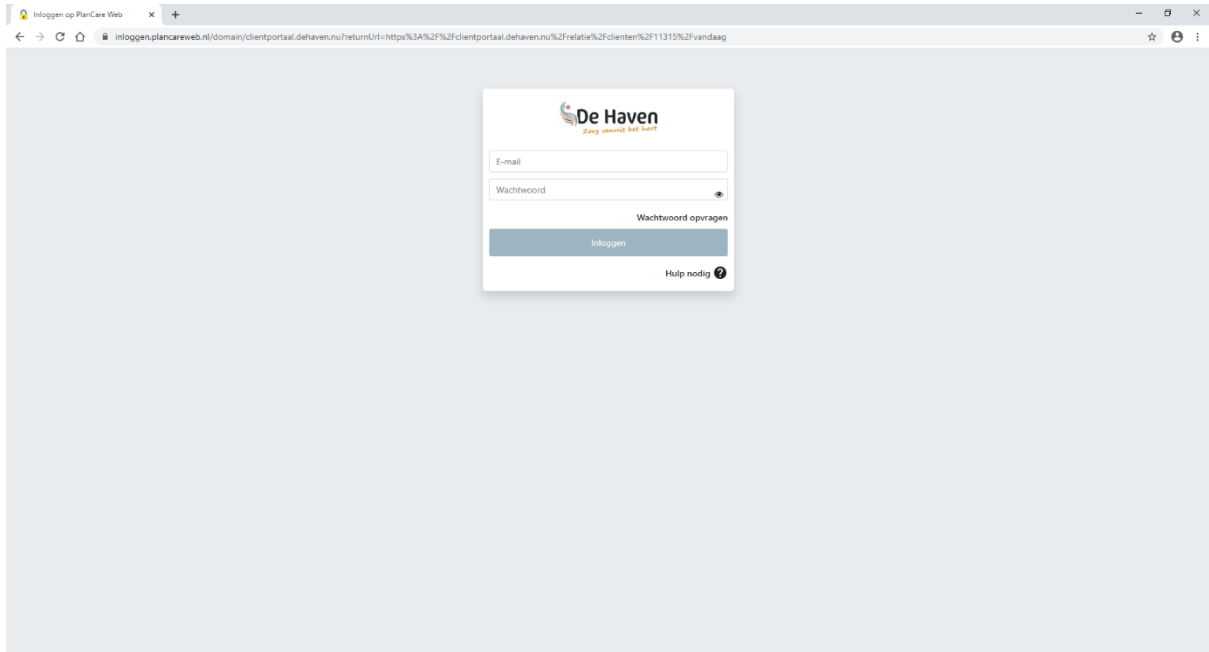 Inloggen op PlanCare Web
inloggen.plancareweb.nl/domain/clientportaal.dehaven.nu?returnUrl=https%3A%2F%2Fclientportaal.dehaven.nu%2Frelatie%2Fclienten%2F11315%2Fvandaag
De Haven
Zorg vanuit het hart
E-mail
Wachtwoord
Wachtwoord opvragen
Inloggen
Hulp nodig ?